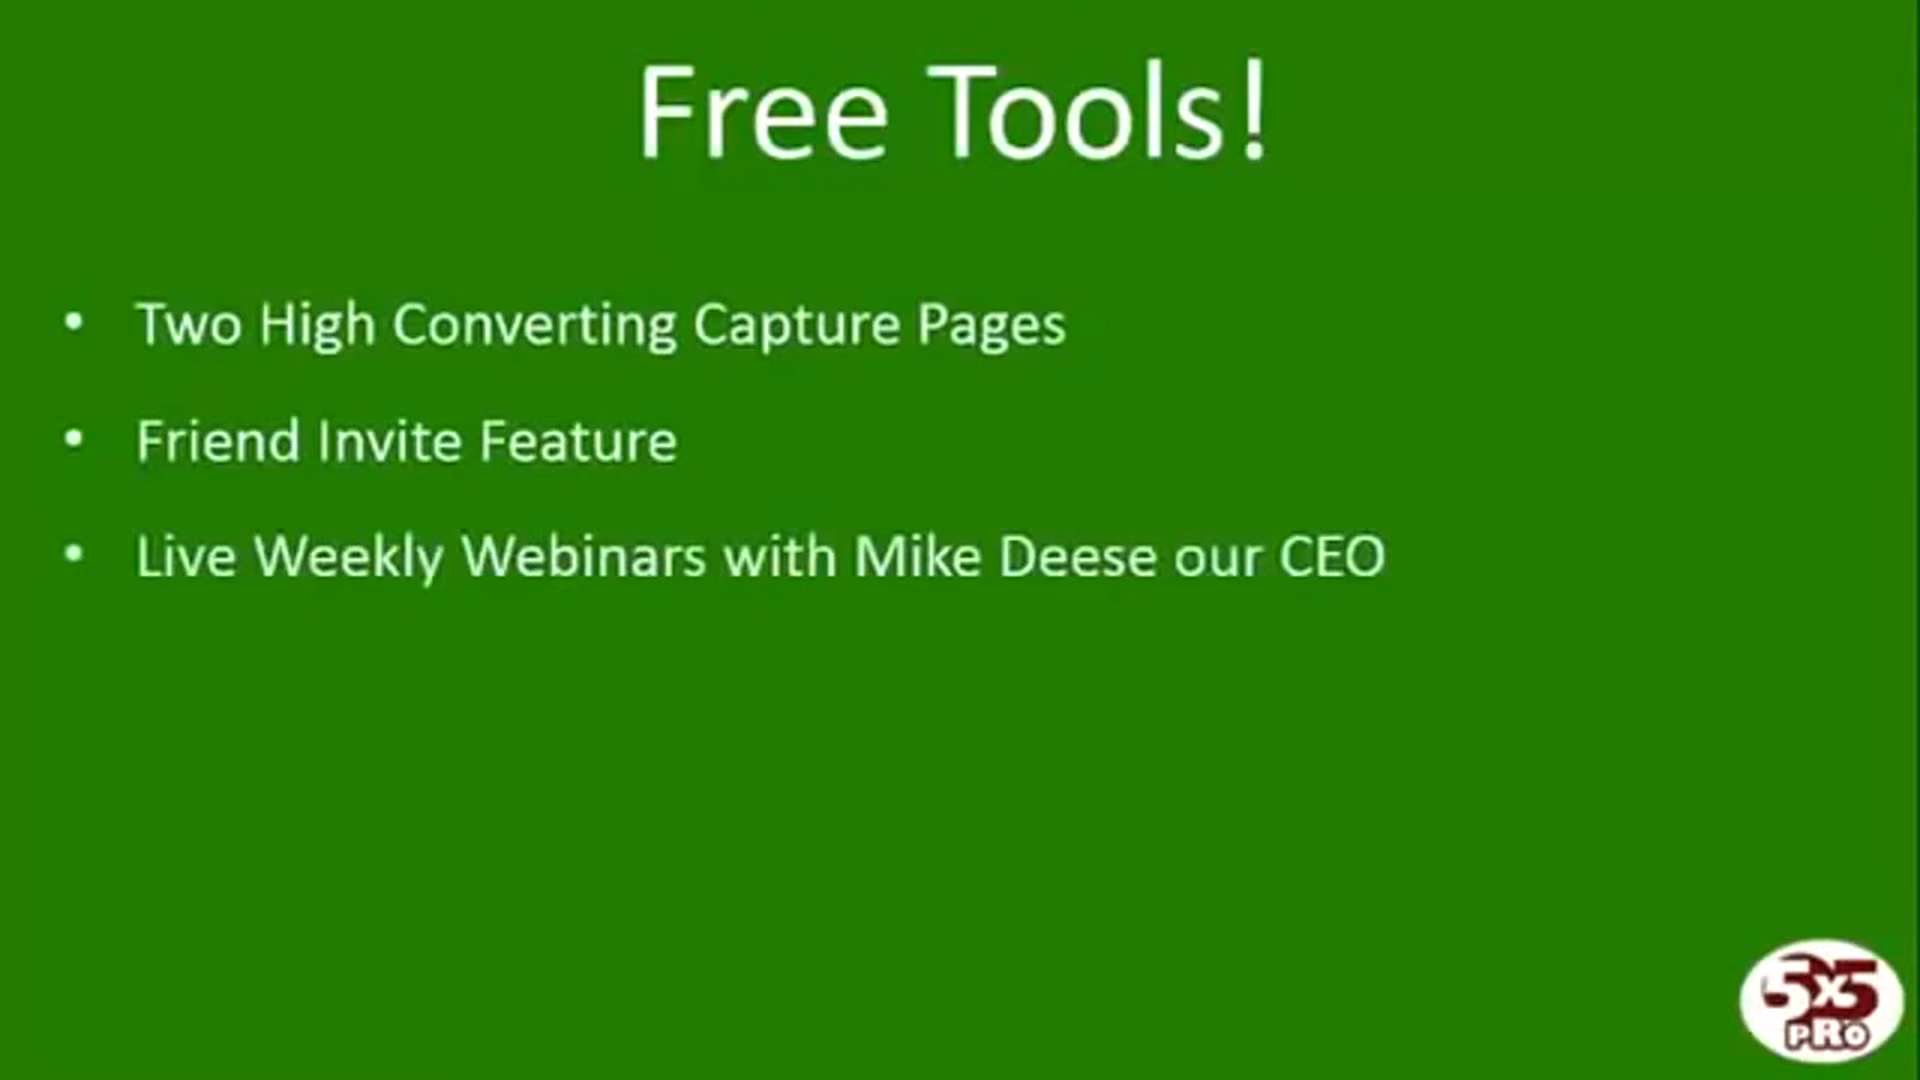 Free Tools!
• Two High Converting Capture Pages
• Friend Invite Feature
• Live Weekly Webinars with Mike Deese our CEO
5x5
PRO